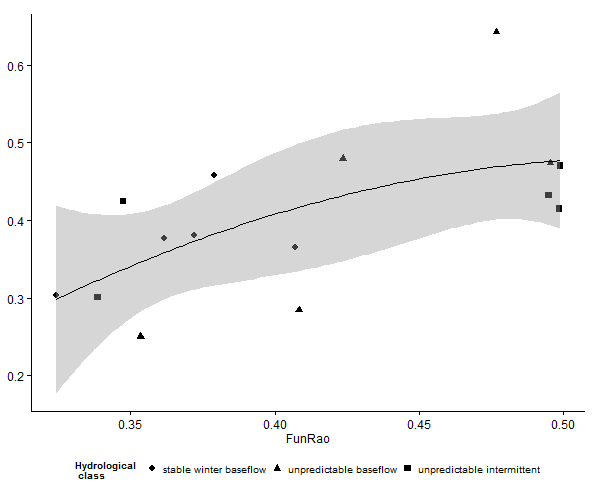 0.6
0.5
0.4
0.3
0.2
0.35 0.40 0.45 0.50
FunRao
Hydrological
class
stable winter baseflow unpredictable baseflow unpredictable intermittent